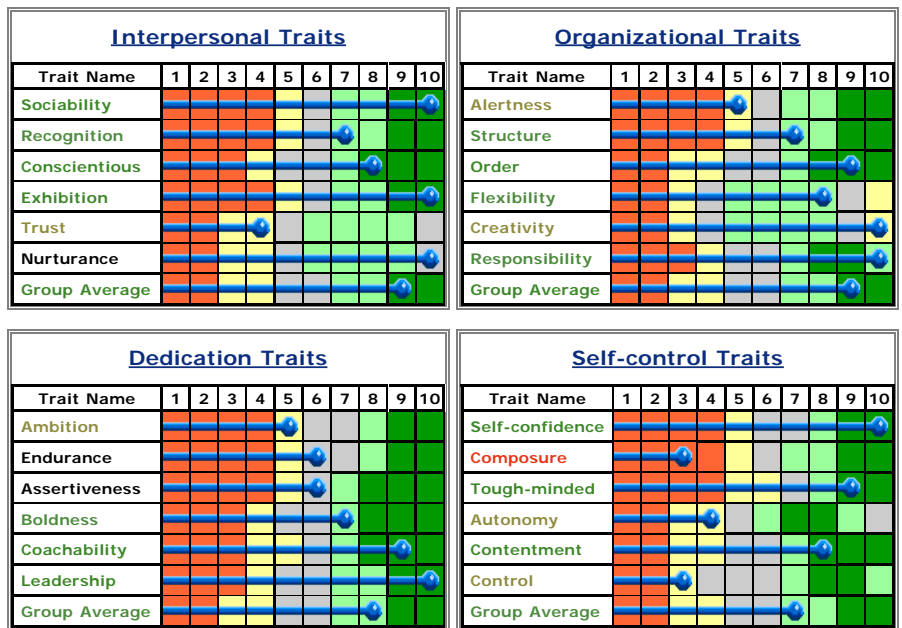 Interpersonal Traits
Trait Name 1 2 3 4 5 6 7 8 9 10
Sociability
Recognition
Conscientious
Exhibition
Trust
Nurturance
Group Average
Organizational Traits
Trait Name 1 2 3 4 5 6 7 8 9 10
Alertness
Structure
Order
Flexibility
Creativity
Responsibility
Group Average
Dedication Traits
Trait Name 1 2 3 4 5 6 7 8 9 10
Ambition
Endurance
Assertiveness
Boldness
Coachability
Leadership
Group Average
Self-control Traits
Trait Name 1 2 3 4 5 6 7 8 9 10
Self-confidence
Composure
Tough-minded
Autonomy
Contentment
Control
Group Average